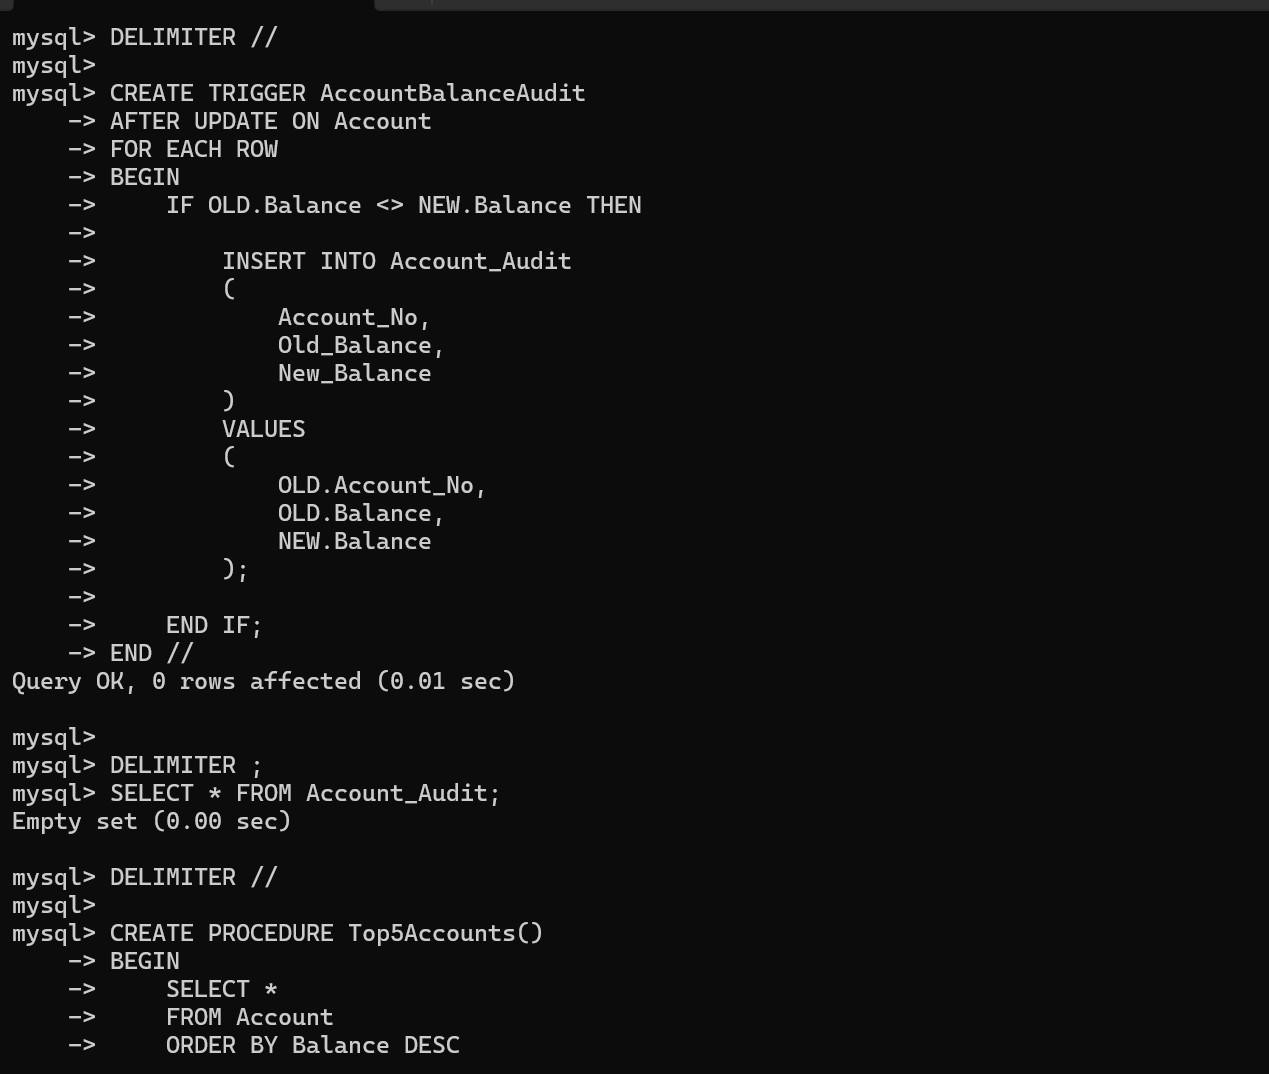 mysql> DELIMITER //
mysql>
mysql> CREATE TRIGGER AccountBalanceAudit
    -> AFTER UPDATE ON Account
    -> FOR EACH ROW
    -> BEGIN
    ->     IF OLD.Balance <> NEW.Balance THEN
    ->
    ->         INSERT INTO Account_Audit
    ->         (
    ->             Account_No,
    ->             Old_Balance,
    ->             New_Balance
    ->         )
    ->         VALUES
    ->         (
    ->             OLD.Account_No,
    ->             OLD.Balance,
    ->             NEW.Balance
    ->         );
    ->
    ->     END IF;
    -> END //
Query OK, 0 rows affected (0.01 sec)

mysql>
mysql> DELIMITER ;
mysql> SELECT * FROM Account_Audit;
Empty set (0.00 sec)

mysql> DELIMITER //
mysql>
mysql> CREATE PROCEDURE Top5Accounts()
    -> BEGIN
    ->     SELECT *
    ->     FROM Account
    ->     ORDER BY Balance DESC